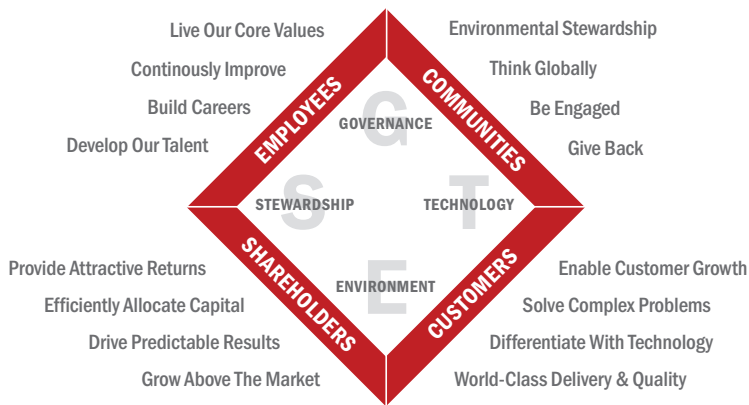 Live Our Core Values
Continously Improve
Build Careers
Develop Our Talent
EMPLOYEES
COMMUNITIES
Environmental Stewardship
Think Globally
Be Engaged
Give Back
G
GOVERNANCE
S
STEWARDSHIP
T
TECHNOLOGY
E
ENVIRONMENT
Provide Attractive Returns
Efficiently Allocate Capital
Drive Predictable Results
Grow Above The Market
SHAREHOLDERS
CUSTOMERS
Enable Customer Growth
Solve Complex Problems
Differentiate With Technology
World-Class Delivery & Quality